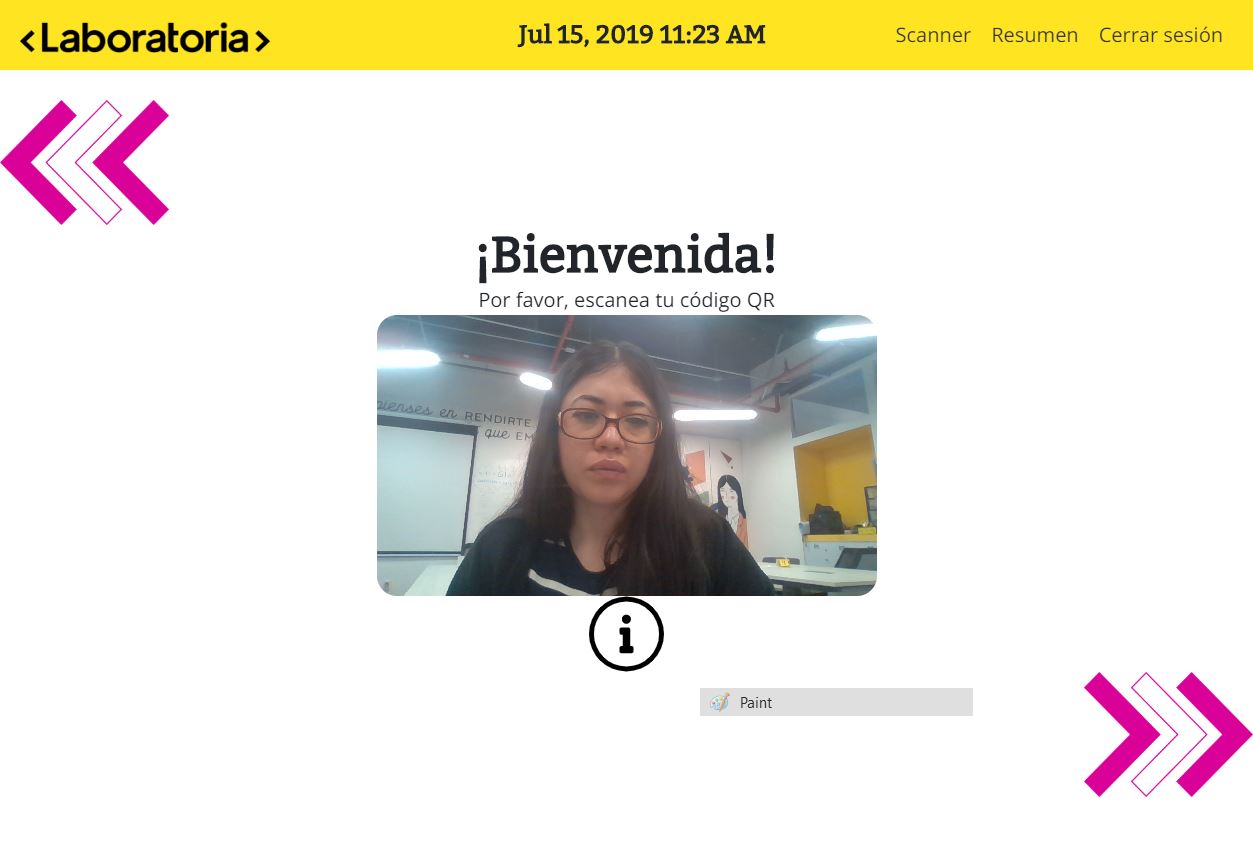 <Laboratoria>
Jul 15, 2019 11:23 AM
Scanner Resumen Cerrar sesión
¡Bienvenida!
Por favor, escanea tu código QR
pienses en RENDIRTE
que EM
Paint